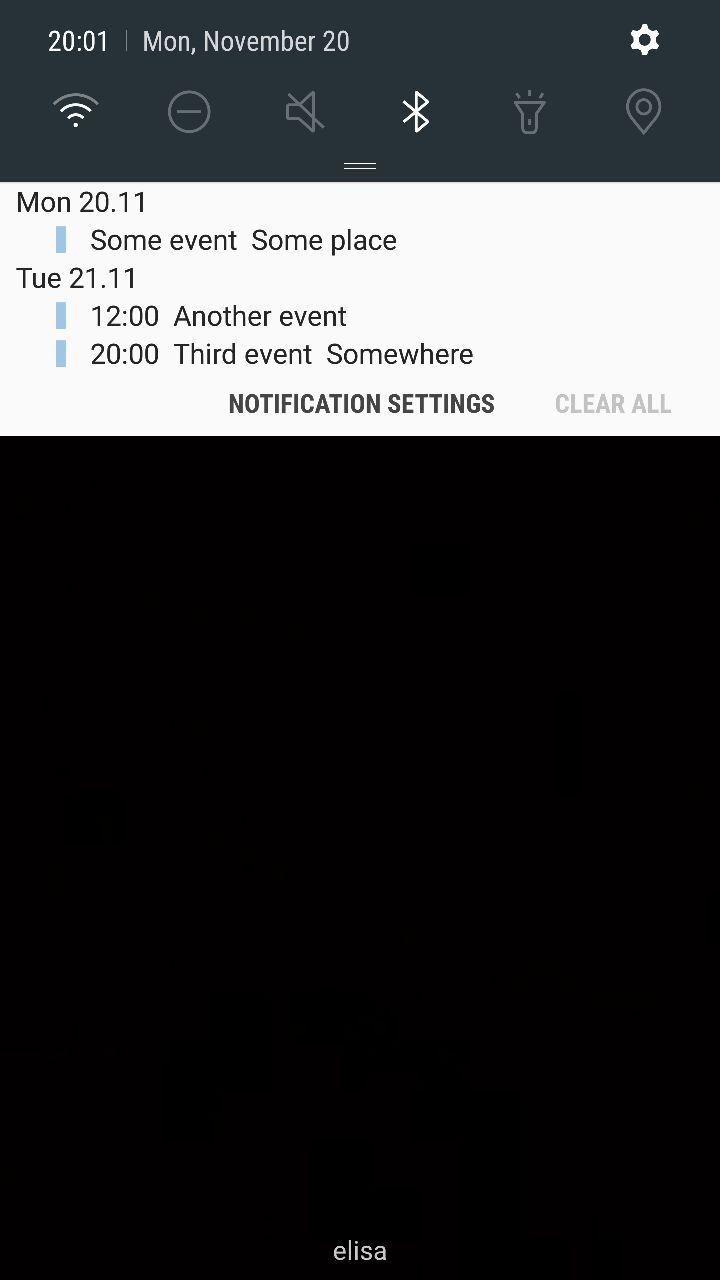 20:01 | Mon, November 20
Mon 20.11
Some event Some place
Tue 21.11
12:00 Another event
20:00 Third event Somewhere
NOTIFICATION SETTINGS CLEAR ALL
elisa